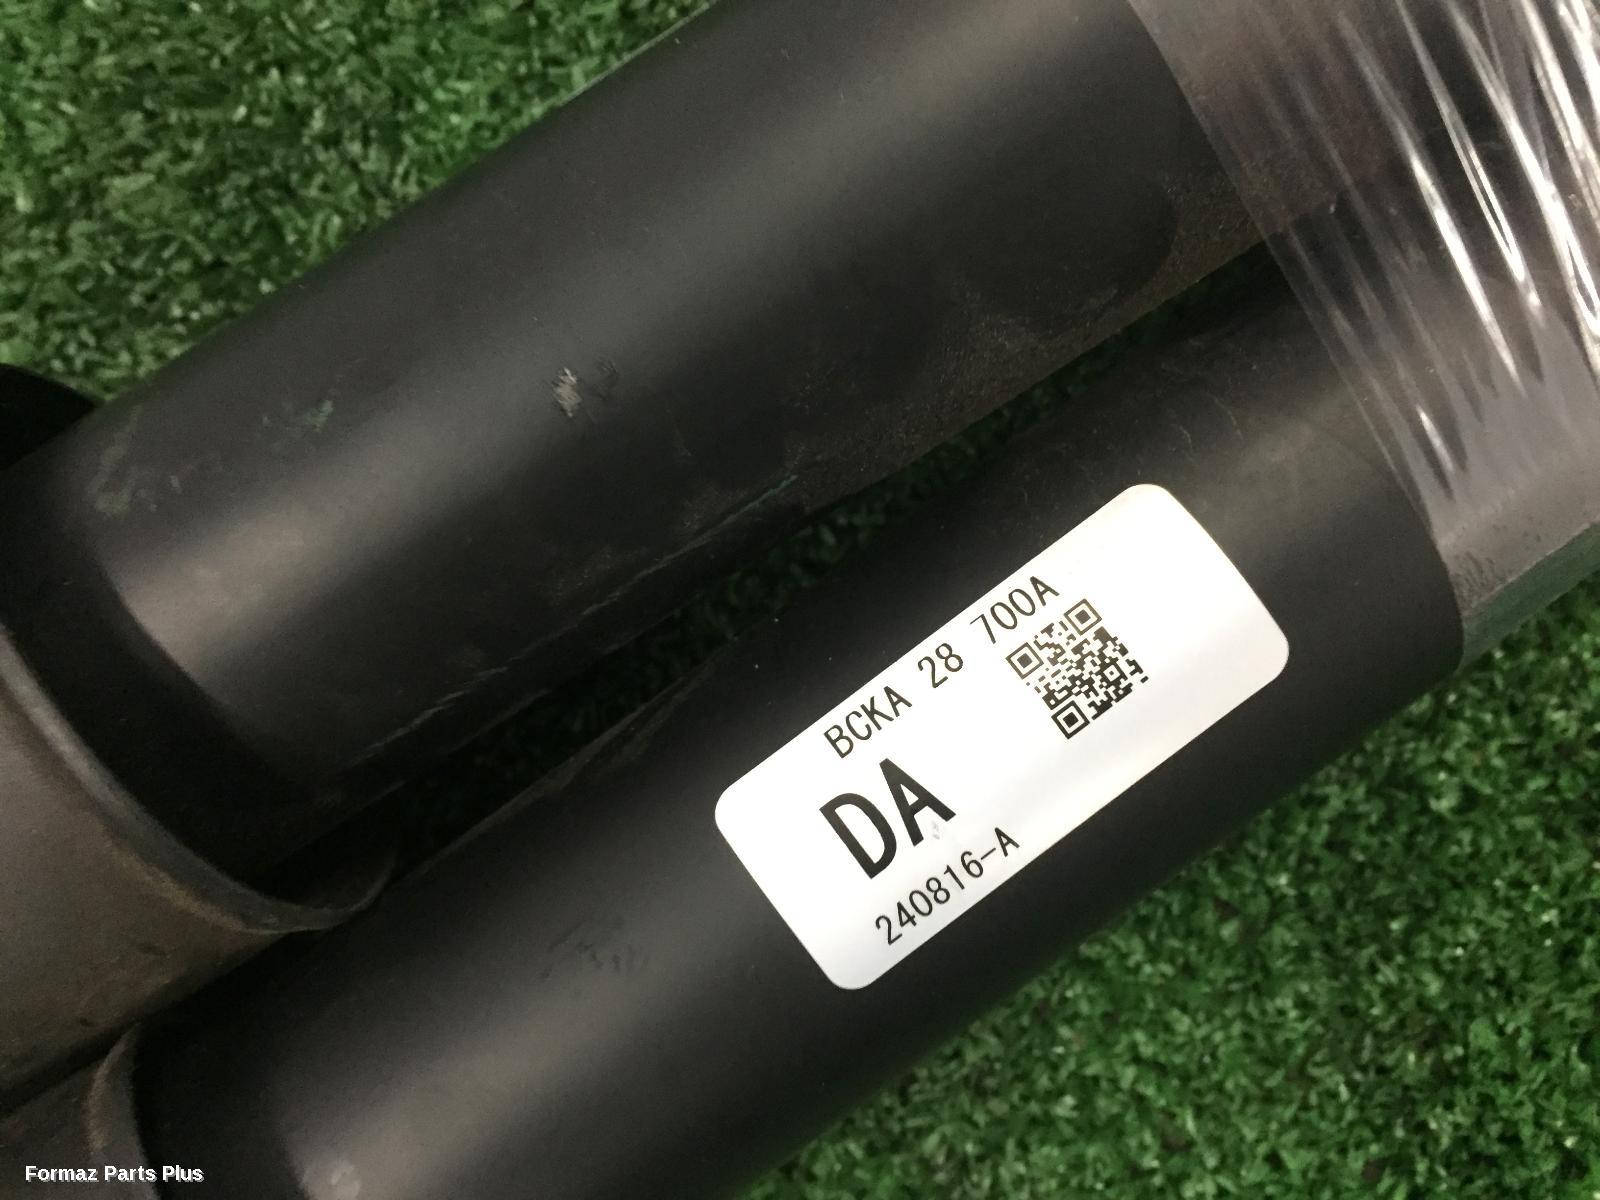 BCKA 28 700A
DA
240816-A
Formaz Parts Plus